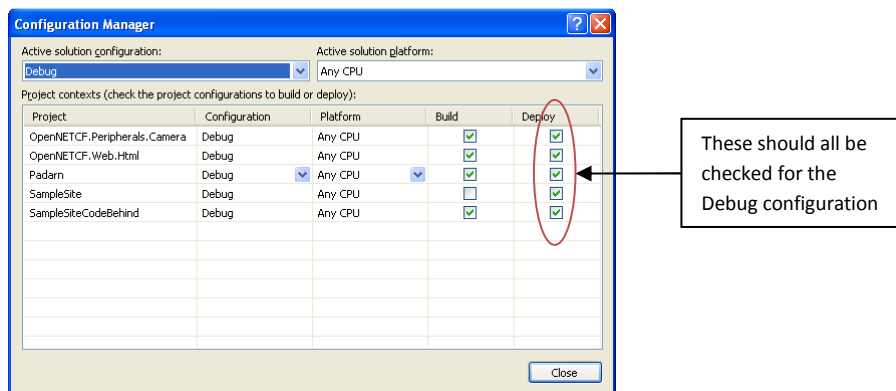 Configuration Manager
Active solution configuration: Active solution platform:
Debug Any CPU
Project contexts (check the project configurations to build or deploy):
Project Configuration Platform Build Deploy
OpenNETCF.Peripherals.Camera Debug Any CPU
OpenNETCF.Web.Html Debug Any CPU
Padarn Debug Any CPU
SampleSite Debug Any CPU
SampleSiteCodeBehind Debug Any CPU
Close
These should all be
checked for the
Debug configuration